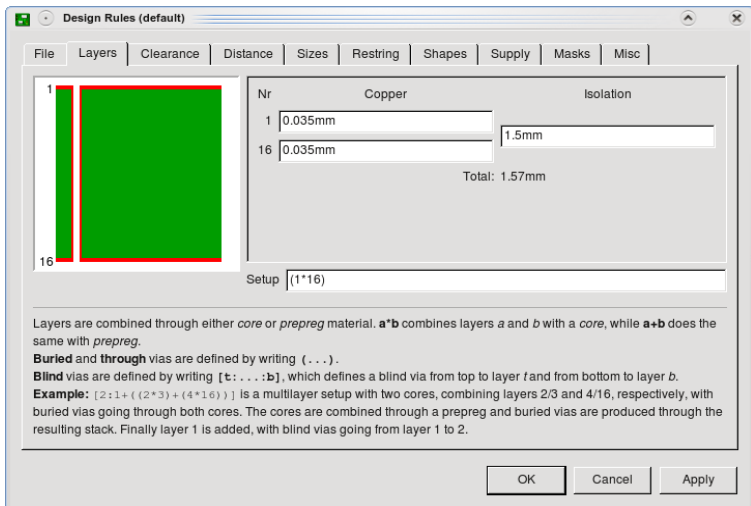 Design Rules (default)
File Layers Clearance Distance Sizes Restring Shapes Supply Masks Misc
1
16
Nr Copper Isolation
1 0.035mm
1.5mm
16 0.035mm
Total: 1.57mm
Setup (1*16)
Layers are combined through either core or prepreg material. a*b combines layers a and b with a core, while a+b does the
same with prepreg.
Buried and through vias are defined by writing (...).
Blind vias are defined by writing [t:...:b], which defines a blind via from top to layer t and from bottom to layer b.
Example: [2:1+((2*3)+(4*16))] is a multilayer setup with two cores, combining layers 2/3 and 4/16, respectively, with
buried vias going through both cores. The cores are combined through a prepreg and buried vias are produced through the
resulting stack. Finally layer 1 is added, with blind vias going from layer 1 to 2.
OK Cancel Apply